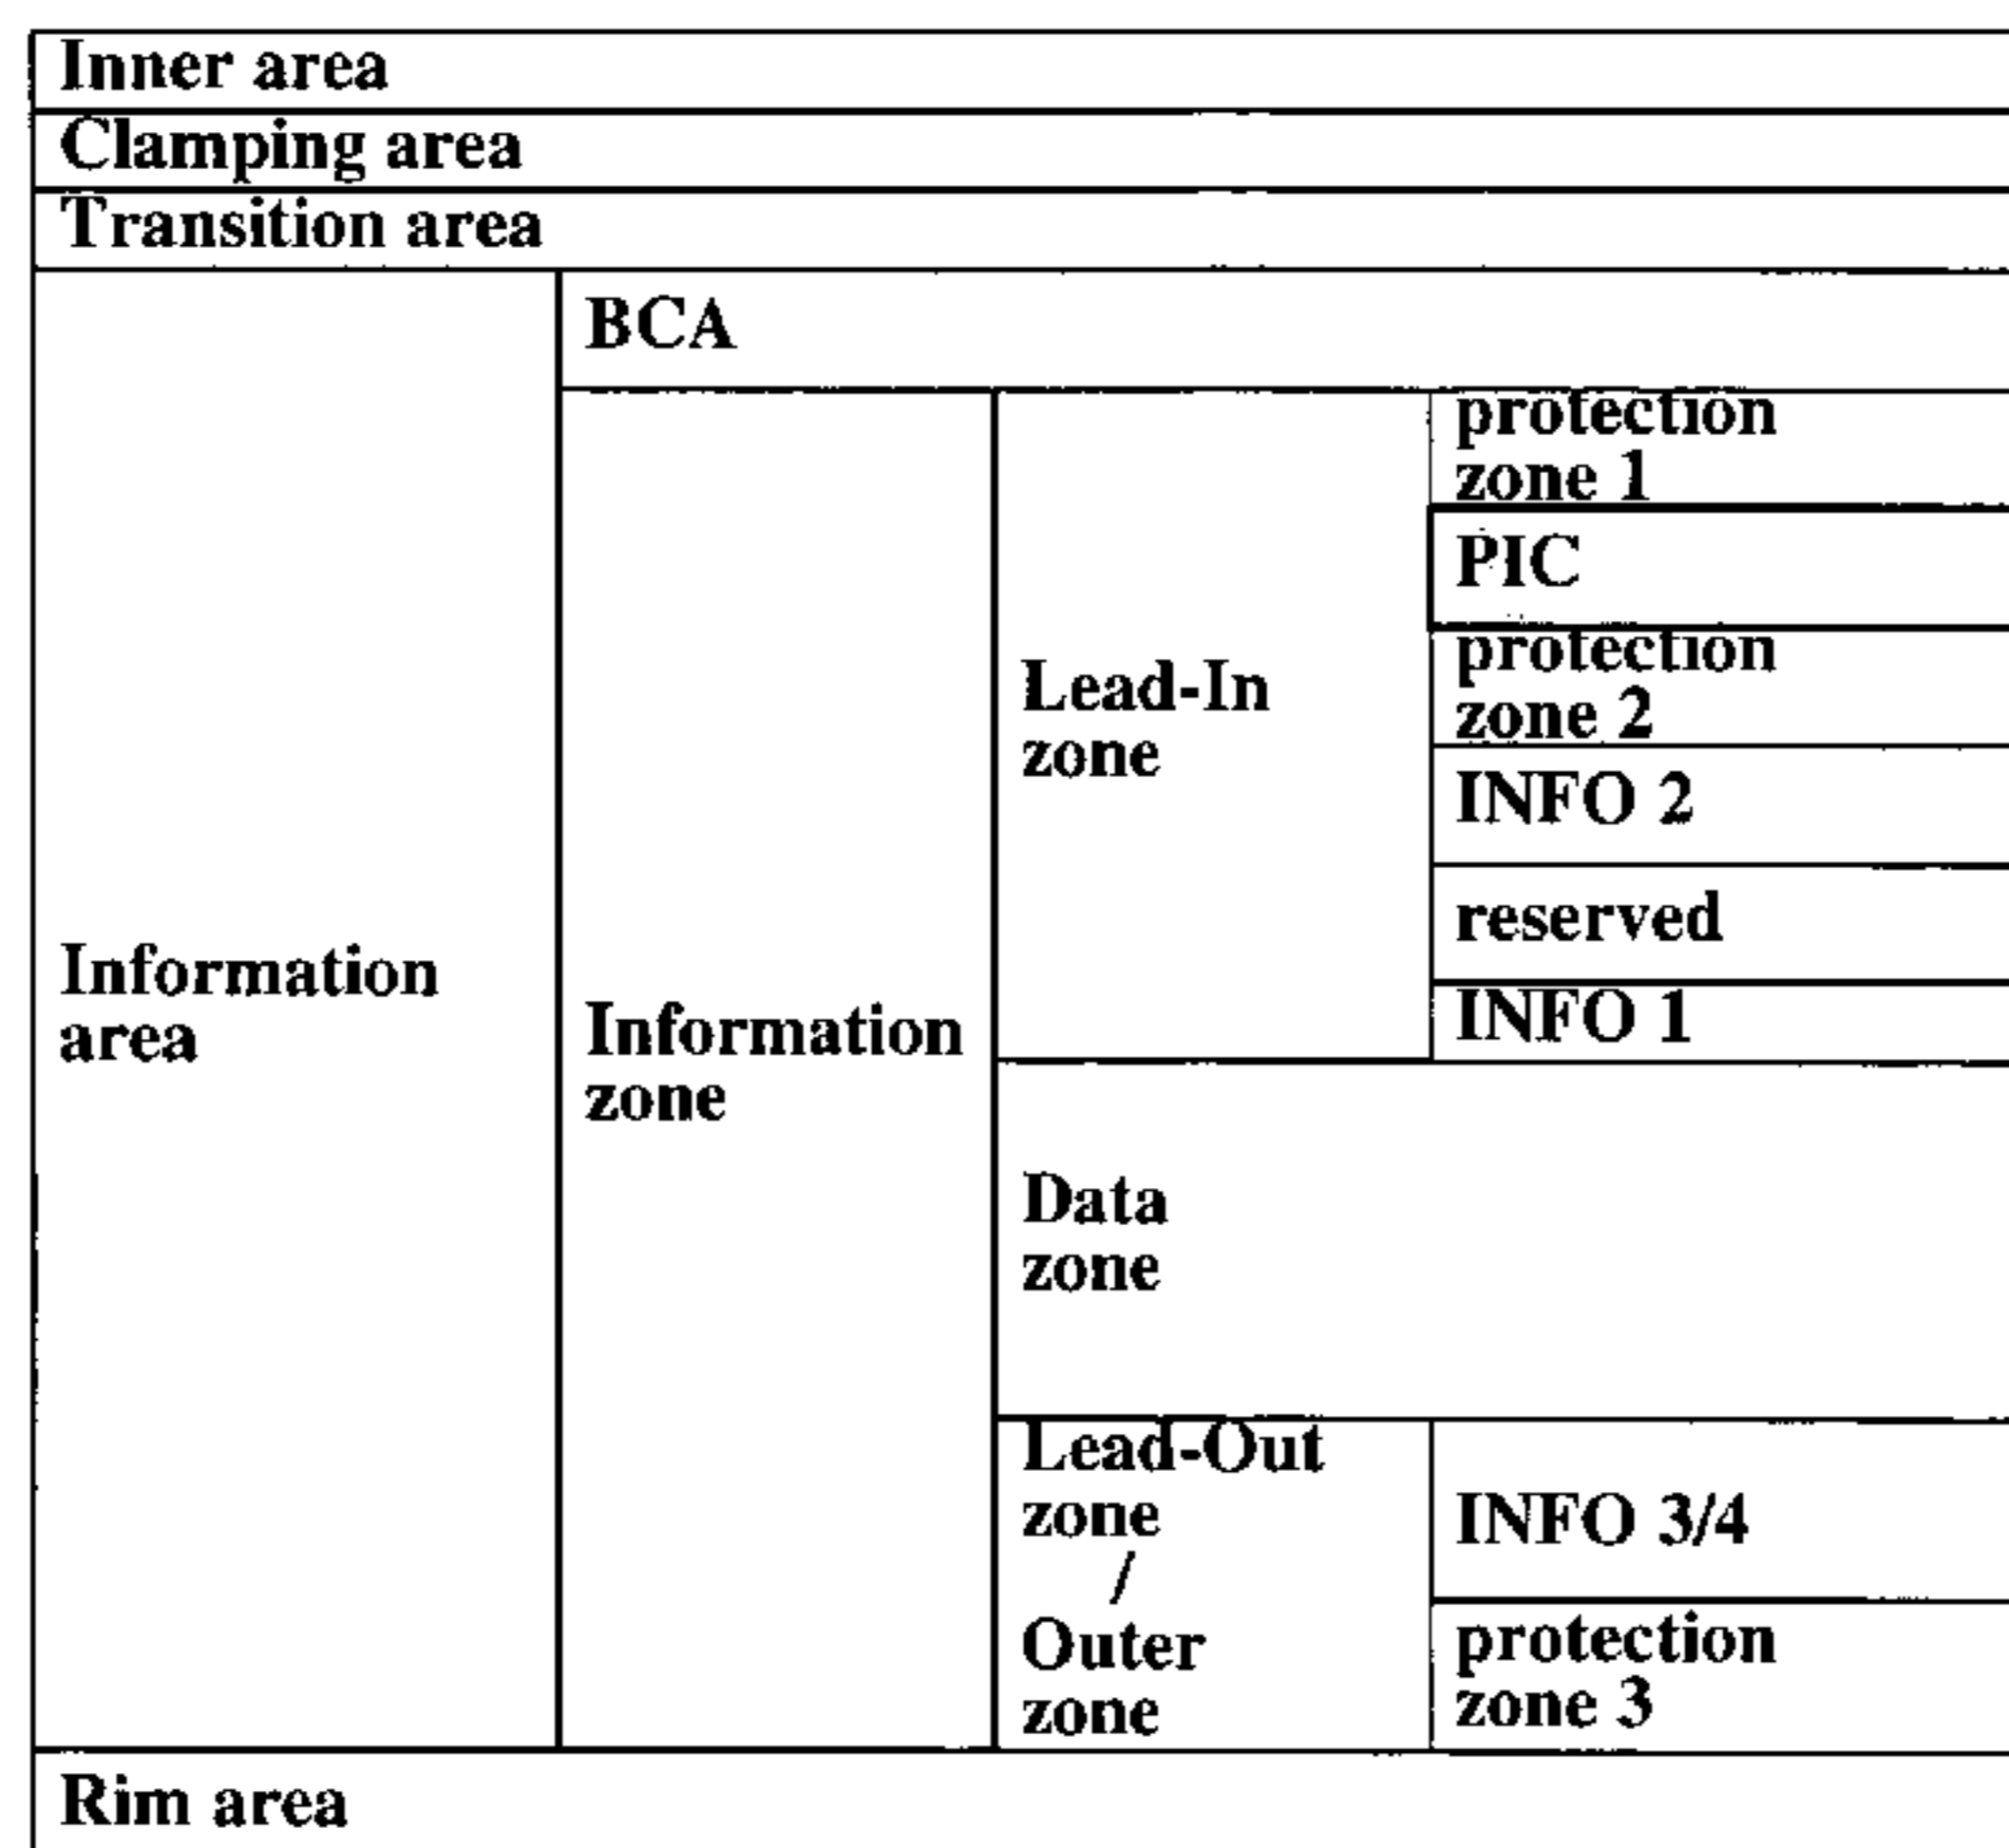 Inner area
Clamping area
Transition area
Information
area
BCA
Information
zone
Lead-In
zone
protection
zone 1
PIC
protection
zone 2
INFO 2
reserved
INFO 1
Data
zone
Lead-Out
zone
/
Outer
zone
INFO 3/4
protection
zone 3
Rim area